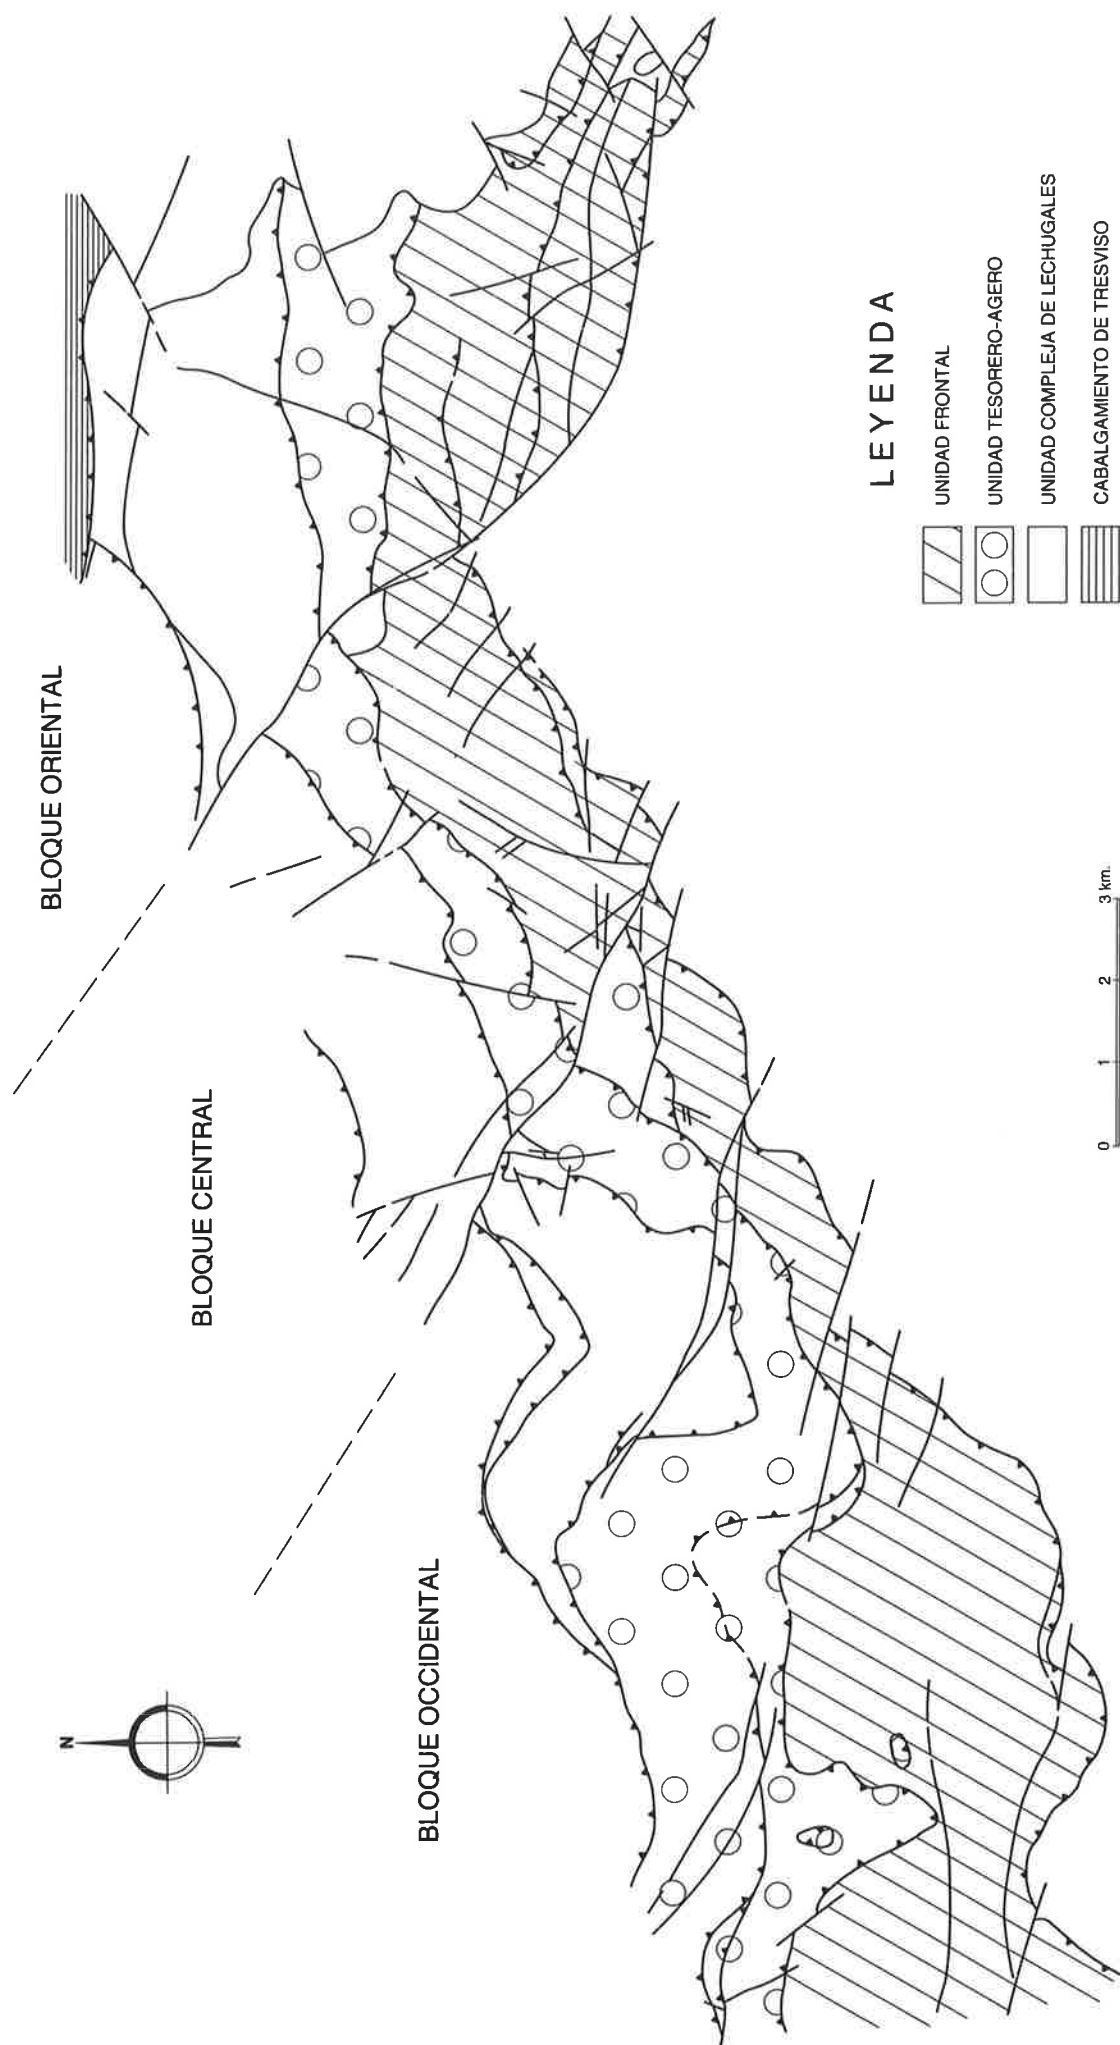 N
BLOQUE OCCIDENTAL
BLOQUE CENTRAL
BLOQUE ORIENTAL
LEYENDA
UNIDAD FRONTAL
UNIDAD TESORERO-AGERO
UNIDAD COMPLEJA DE LECHUGALES
CABALGAMIENTO DE TRESVISO
0 1 2 3 km.